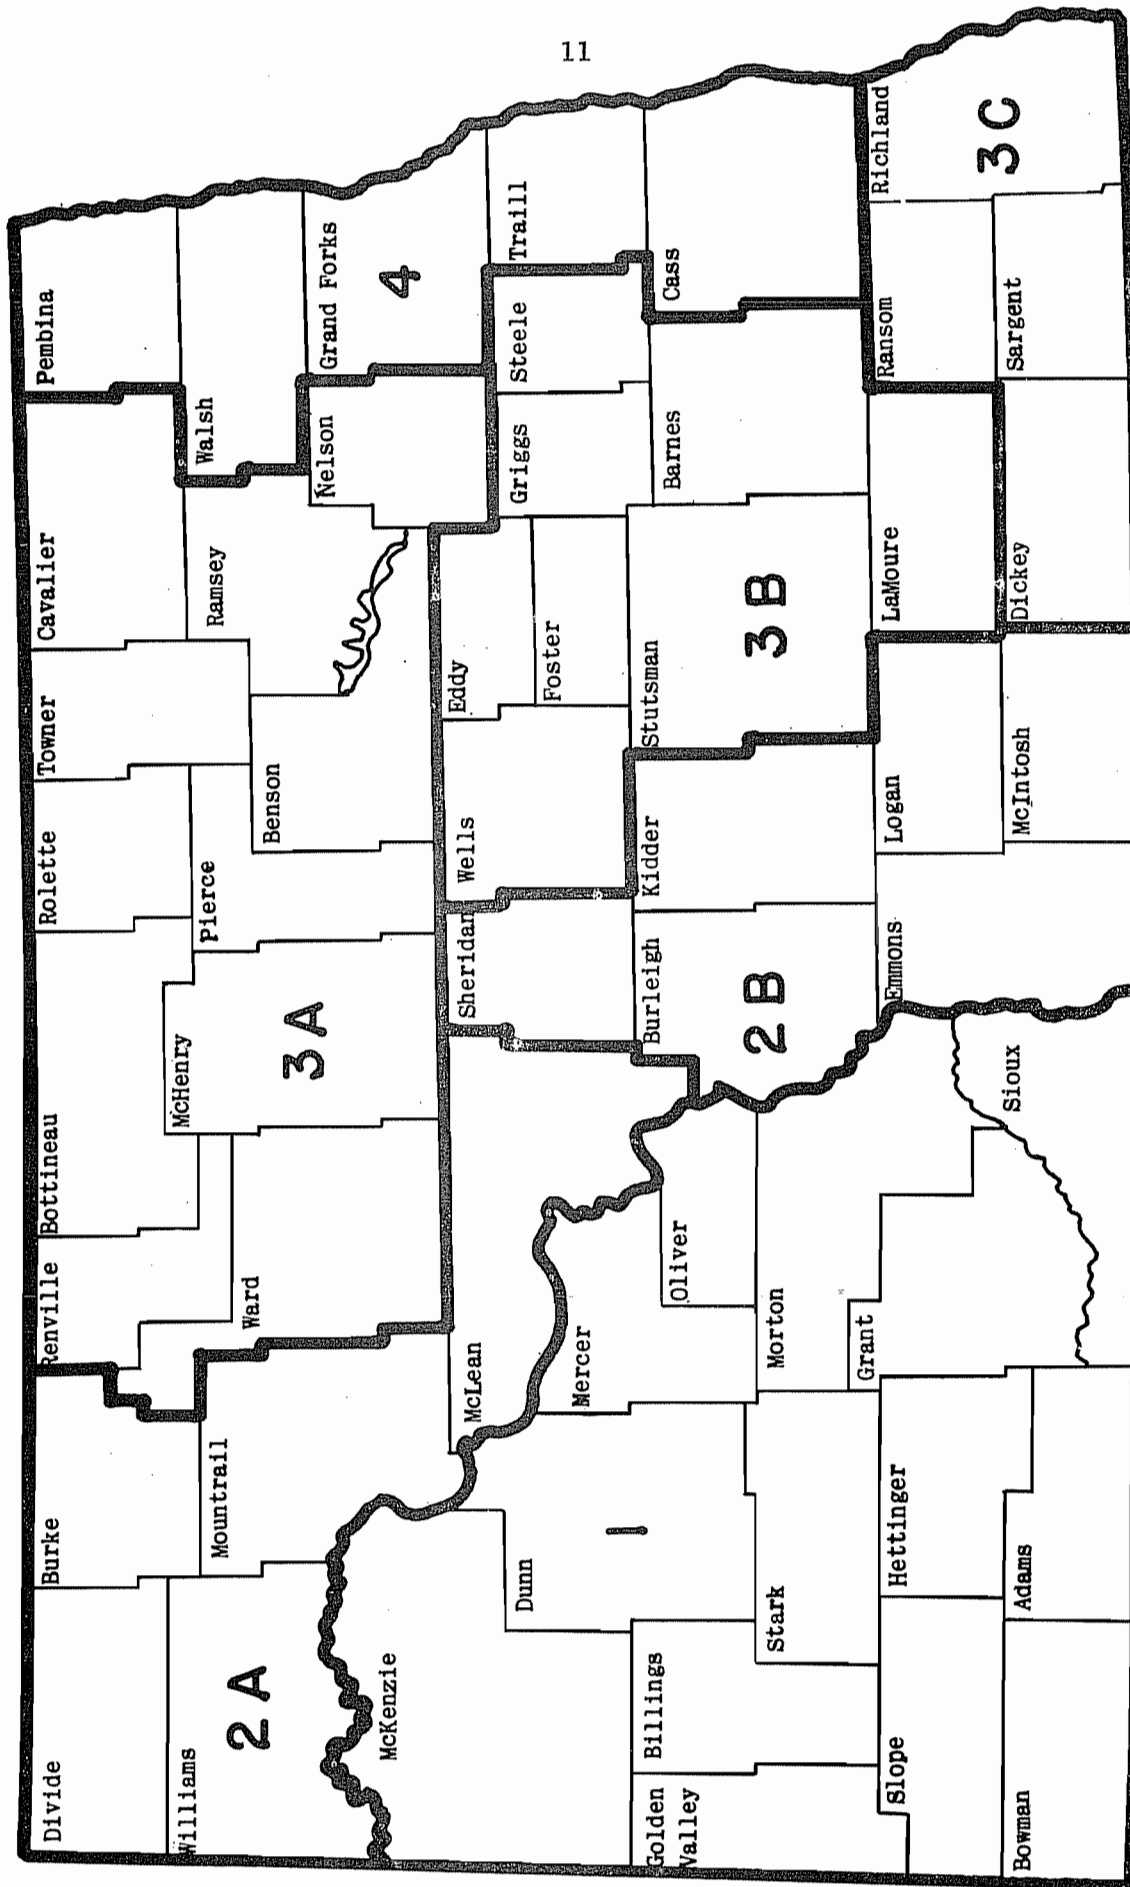 11
Divide
Burke
Renville
Bottineau
Rolette
Towner
Cavalier
Pembina
Williams
2A
Mountrail
Ward
McHenry
3A
Pierce
Benson
Ramsey
Walsh
Nelson
Grand Forks
4
McKenzie
McLean
Sheridan
Wells
Eddy
Foster
Griggs
Steele
Traill
Dunn
1
Mercer
Oliver
Burleigh
2B
Kidder
Stutsman
3B
Barnes
Cass
Golden
Valley
Billings
Stark
Morton
Grant
Emmons
Logan
LaMoure
Ransom
Richland
3C
Slope
Hettinger
Bowman
Adams
Sioux
McIntosh
Dickey
Sargent